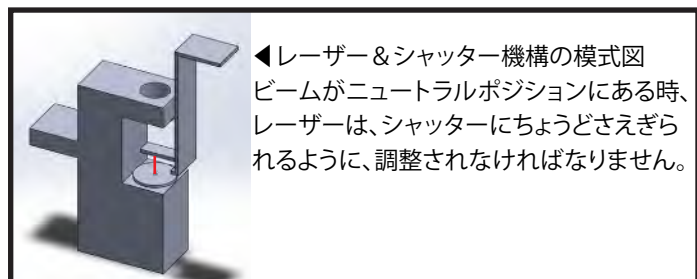 ◀レーザー＆シャッター機構の模式図
ビームがニュートラルポジションにある時、
レーザーは、シャッターにちょうどさえぎら
れるように、調整されなければなりません。